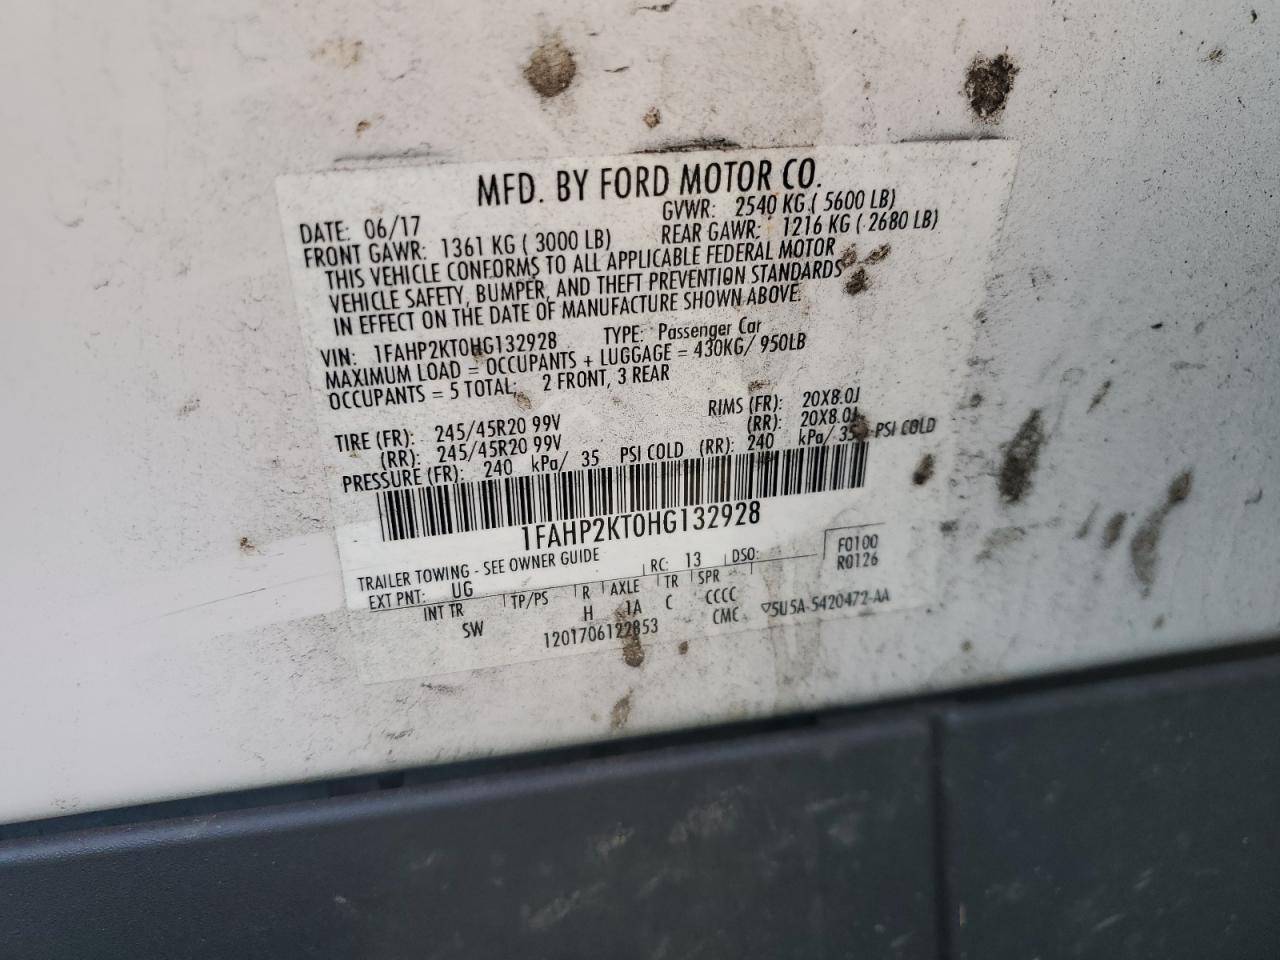 MFD. BY FORD MOTOR CO.
DATE: 06/17 GVWR: 2540 KG ( 5600 LB)
FRONT GAWR: 1361 KG ( 3000 LB) REAR GAWR: 1216 KG ( 2680 LB)
THIS VEHICLE CONFORMS TO ALL APPLICABLE FEDERAL MOTOR
VEHICLE SAFETY, BUMPER, AND THEFT PREVENTION STANDARDS
IN EFFECT ON THE DATE OF MANUFACTURE SHOWN ABOVE.
VIN: 1FAHP2KT0HG132928 TYPE: Passenger Car
MAXIMUM LOAD = OCCUPANTS + LUGGAGE = 430KG/ 950LB
OCCUPANTS = 5 TOTAL: 2 FRONT, 3 REAR
TIRE (FR): 245/45R20 99V RIMS (FR): 20X8.0J
(RR): 245/45R20 99V (RR): 20X8.0J
PRESSURE (FR): 240 kPa/ 35 PSI COLD (RR): 240 kPa/ 35 PSI COLD
1FAHP2KT0HG132928
TRAILER TOWING - SEE OWNER GUIDE
EXT PNT: UG RC: 13 DSO: F0100
R0126
INT TR TP/PS R AXLE TR SPR
SW H 1A C CCCC
1201706122853 CMC ▽5U5A-5420472-AA